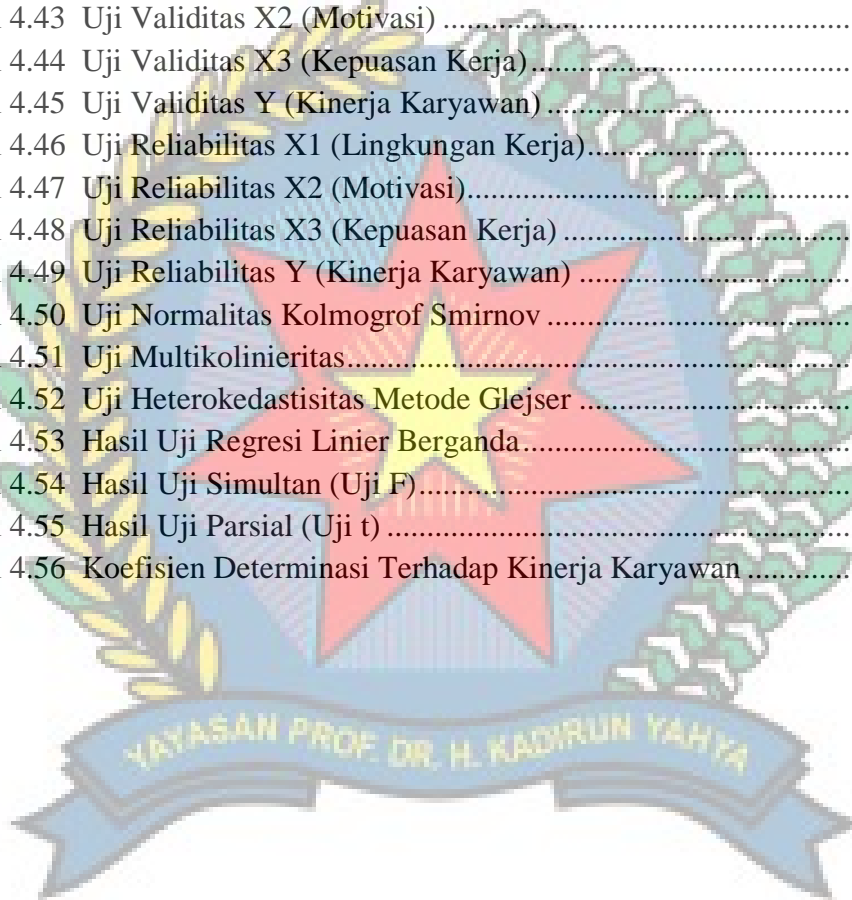 4.43 Uji Validitas X2 (Motivasi) ..........................................................
4.44 Uji Validitas X3 (Kepuasan Kerja) ..........................................
4.45 Uji Validitas Y (Kinerja Karyawan) ........................................
4.46 Uji Reliabilitas X1 (Lingkungan Kerja)...................................
4.47 Uji Reliabilitas X2 (Motivasi)..................................................
4.48 Uji Reliabilitas X3 (Kepuasan Kerja) ......................................
4.49 Uji Reliabilitas Y (Kinerja Karyawan) ....................................
4.50 Uji Normalitas Kolmogrof Smirnov ........................................
4.51 Uji Multikolinieritas.................................................................
4.52 Uji Heterokedastisitas Metode Glejser ....................................
4.53 Hasil Uji Regresi Linier Berganda...........................................
4.54 Hasil Uji Simultan (Uji F)........................................................
4.55 Hasil Uji Parsial (Uji t) ............................................................
4.56 Koefisien Determinasi Terhadap Kinerja Karyawan .............
YAYASAN PROF. DR. H. KADIRUN YAHYA